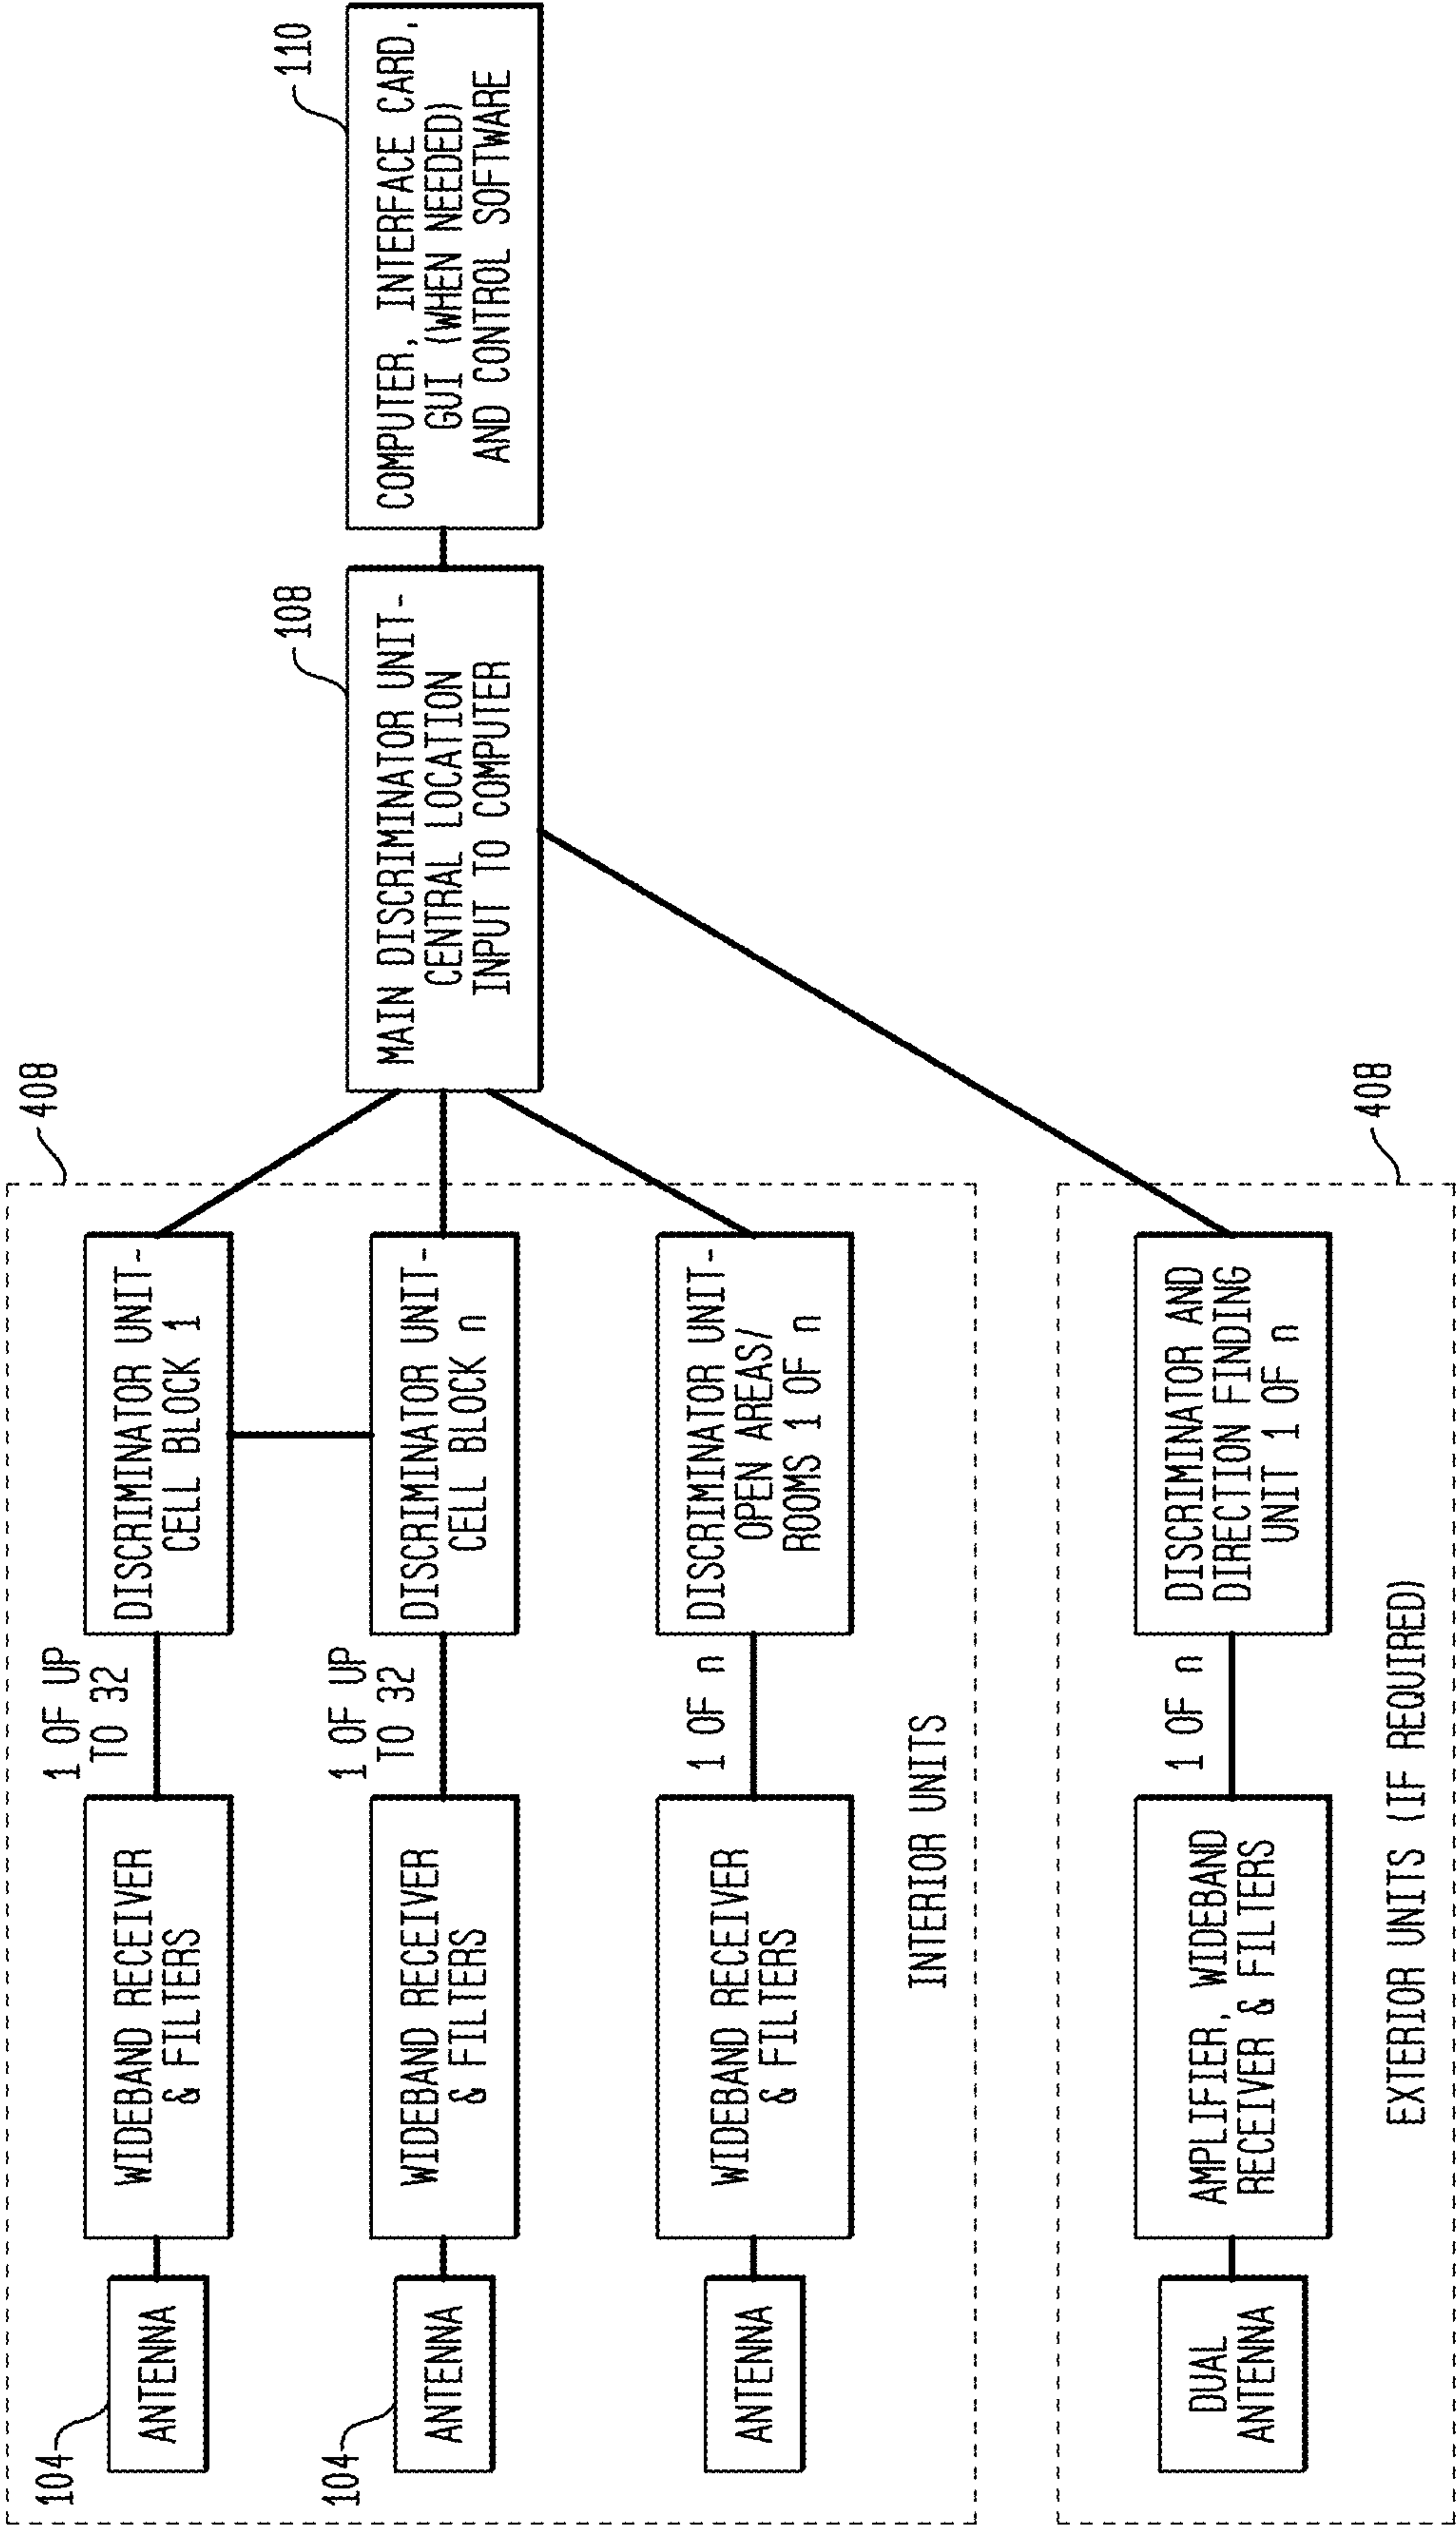 408
104
ANTENNA
WIDEBAND RECEIVER
& FILTERS
1 OF UP
TO 32
DISCRIMINATOR UNIT-
CELL BLOCK 1
104
ANTENNA
WIDEBAND RECEIVER
& FILTERS
1 OF UP
TO 32
DISCRIMINATOR UNIT-
CELL BLOCK n
ANTENNA
WIDEBAND RECEIVER
& FILTERS
1 OF n
DISCRIMINATOR UNIT-
OPEN AREAS/
ROOMS 1 OF n
INTERIOR UNITS
108
MAIN DISCRIMINATOR UNIT-
CENTRAL LOCATION
INPUT TO COMPUTER
110
COMPUTER, INTERFACE CARD,
GUI (WHEN NEEDED)
AND CONTROL SOFTWARE
DUAL
ANTENNA
AMPLIFIER, WIDEBAND
RECEIVER & FILTERS
1 OF n
DISCRIMINATOR AND
DIRECTION FINDING
UNIT 1 OF n
408
EXTERIOR UNITS (IF REQUIRED)